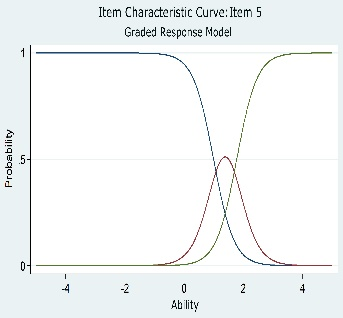 Item Characteristic Curve: Item 5
Graded Response Model
Probability
1
.5
0
-4
-2
0
2
4
Ability